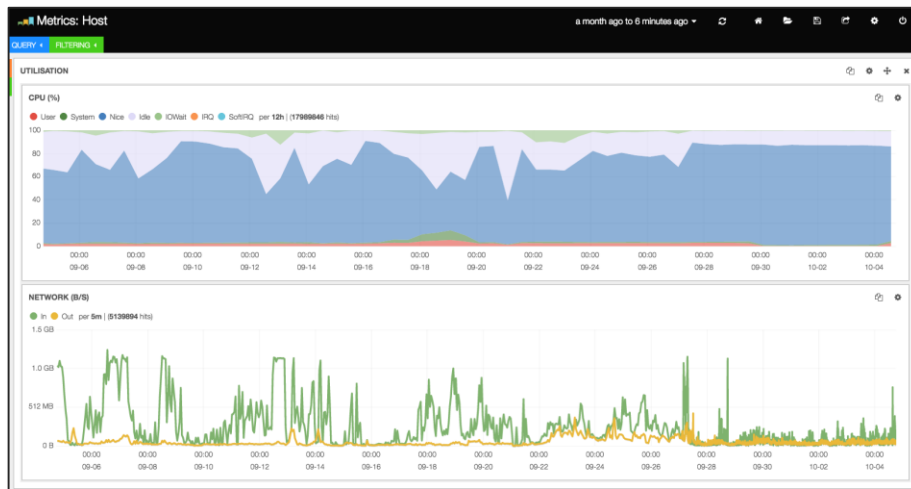 Metrics: Host
a month ago to 6 minutes ago
QUERY
FILTERING
UTILISATION
CPU (%)
User System Nice Idle IOWait IRQ SoftIRQ per 12h | (17989846 hits)
100
80
60
40
20
0
00:00 00:00 00:00 00:00 00:00 00:00 00:00 00:00 00:00 00:00 00:00 00:00 00:00 00:00 00:00
09-06 09-08 09-10 09-12 09-14 09-16 09-18 09-20 09-22 09-24 09-26 09-28 09-30 10-02 10-04
NETWORK (B/S)
In Out per 5m | (5139894 hits)
1.5 GB
1.0 GB
512 MB
0 B
00:00 00:00 00:00 00:00 00:00 00:00 00:00 00:00 00:00 00:00 00:00 00:00 00:00 00:00 00:00
09-06 09-08 09-10 09-12 09-14 09-16 09-18 09-20 09-22 09-24 09-26 09-28 09-30 10-02 10-04